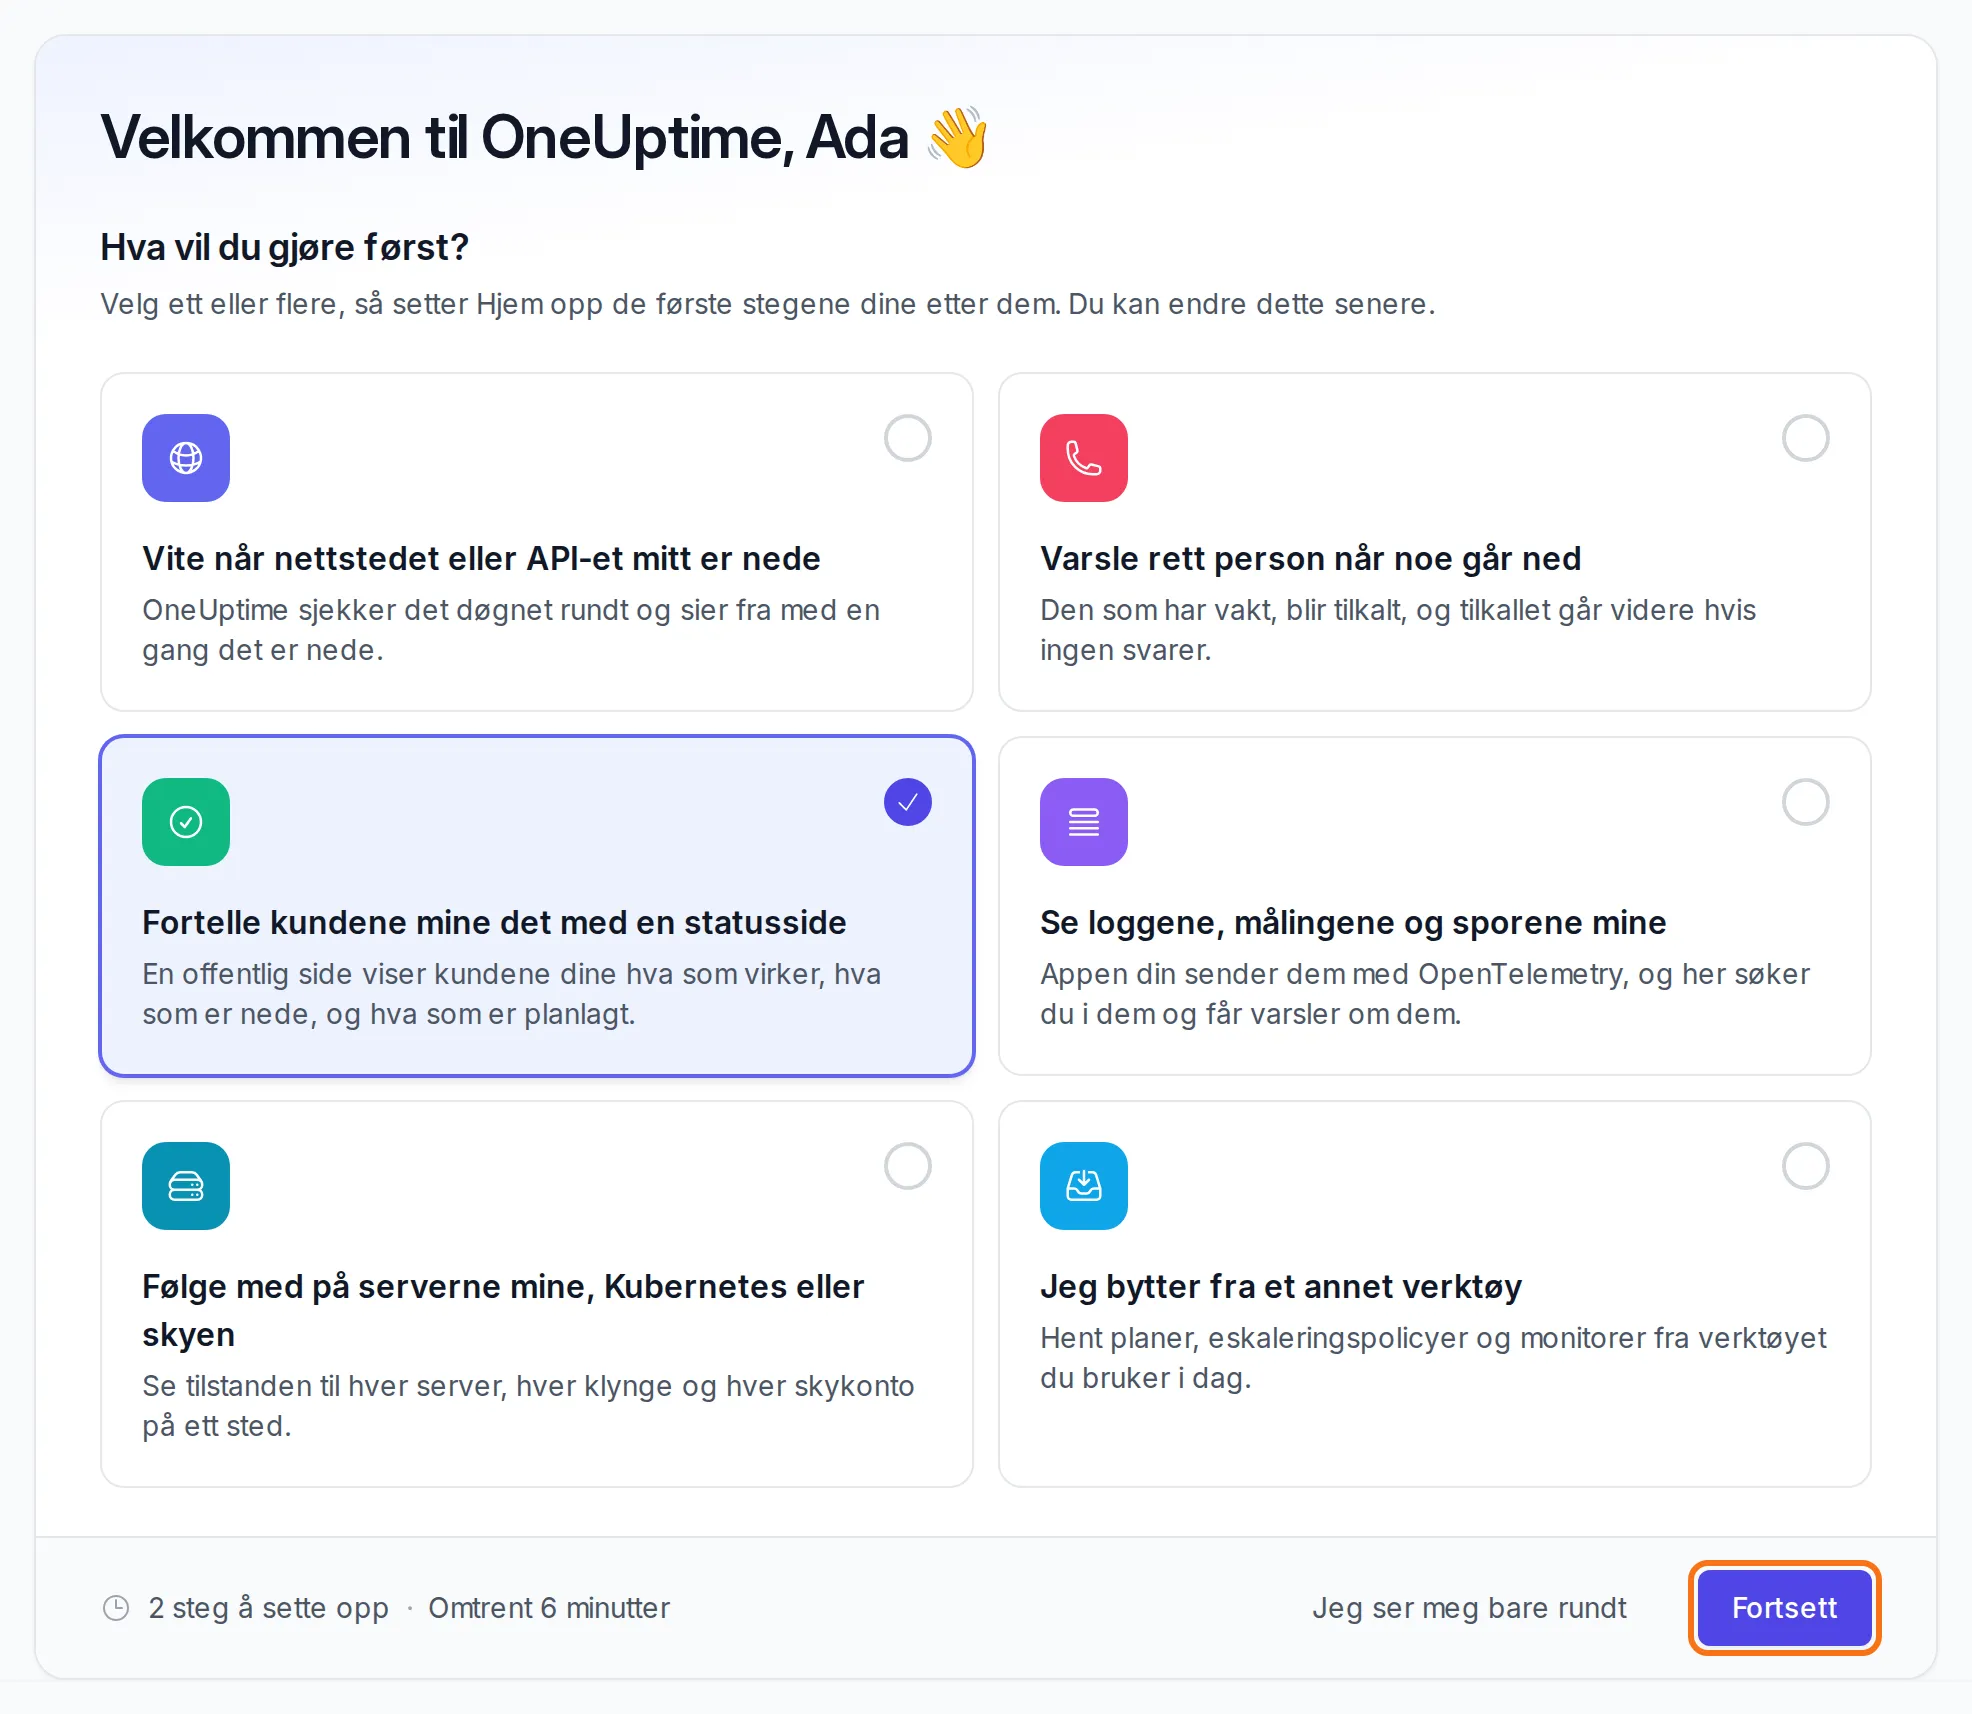 Velkommen til OneUptime, Ada 👋
Hva vil du gjøre først?
Velg ett eller flere, så setter Hjem opp de første stegene dine etter dem. Du kan endre dette senere.
Vite når nettstedet eller API-et mitt er nede
OneUptime sjekker det døgnet rundt og sier fra med en
gang det er nede.
Varsle rett person når noe går ned
Den som har vakt, blir tilkalt, og tilkallet går videre hvis
ingen svarer.
Fortelle kundene mine det med en statusside
En offentlig side viser kundene dine hva som virker, hva
som er nede, og hva som er planlagt.
Se loggene, målingene og sporene mine
Appen din sender dem med OpenTelemetry, og her søker
du i dem og får varsler om dem.
Følge med på serverne mine, Kubernetes eller
skyen
Se tilstanden til hver server, hver klynge og hver skykonto
på ett sted.
Jeg bytter fra et annet verktøy
Hent planer, eskaleringspolicyer og monitorer fra verktøyet
du bruker i dag.
2 steg å sette opp · Omtrent 6 minutter
Jeg ser meg bare rundt
Fortsett